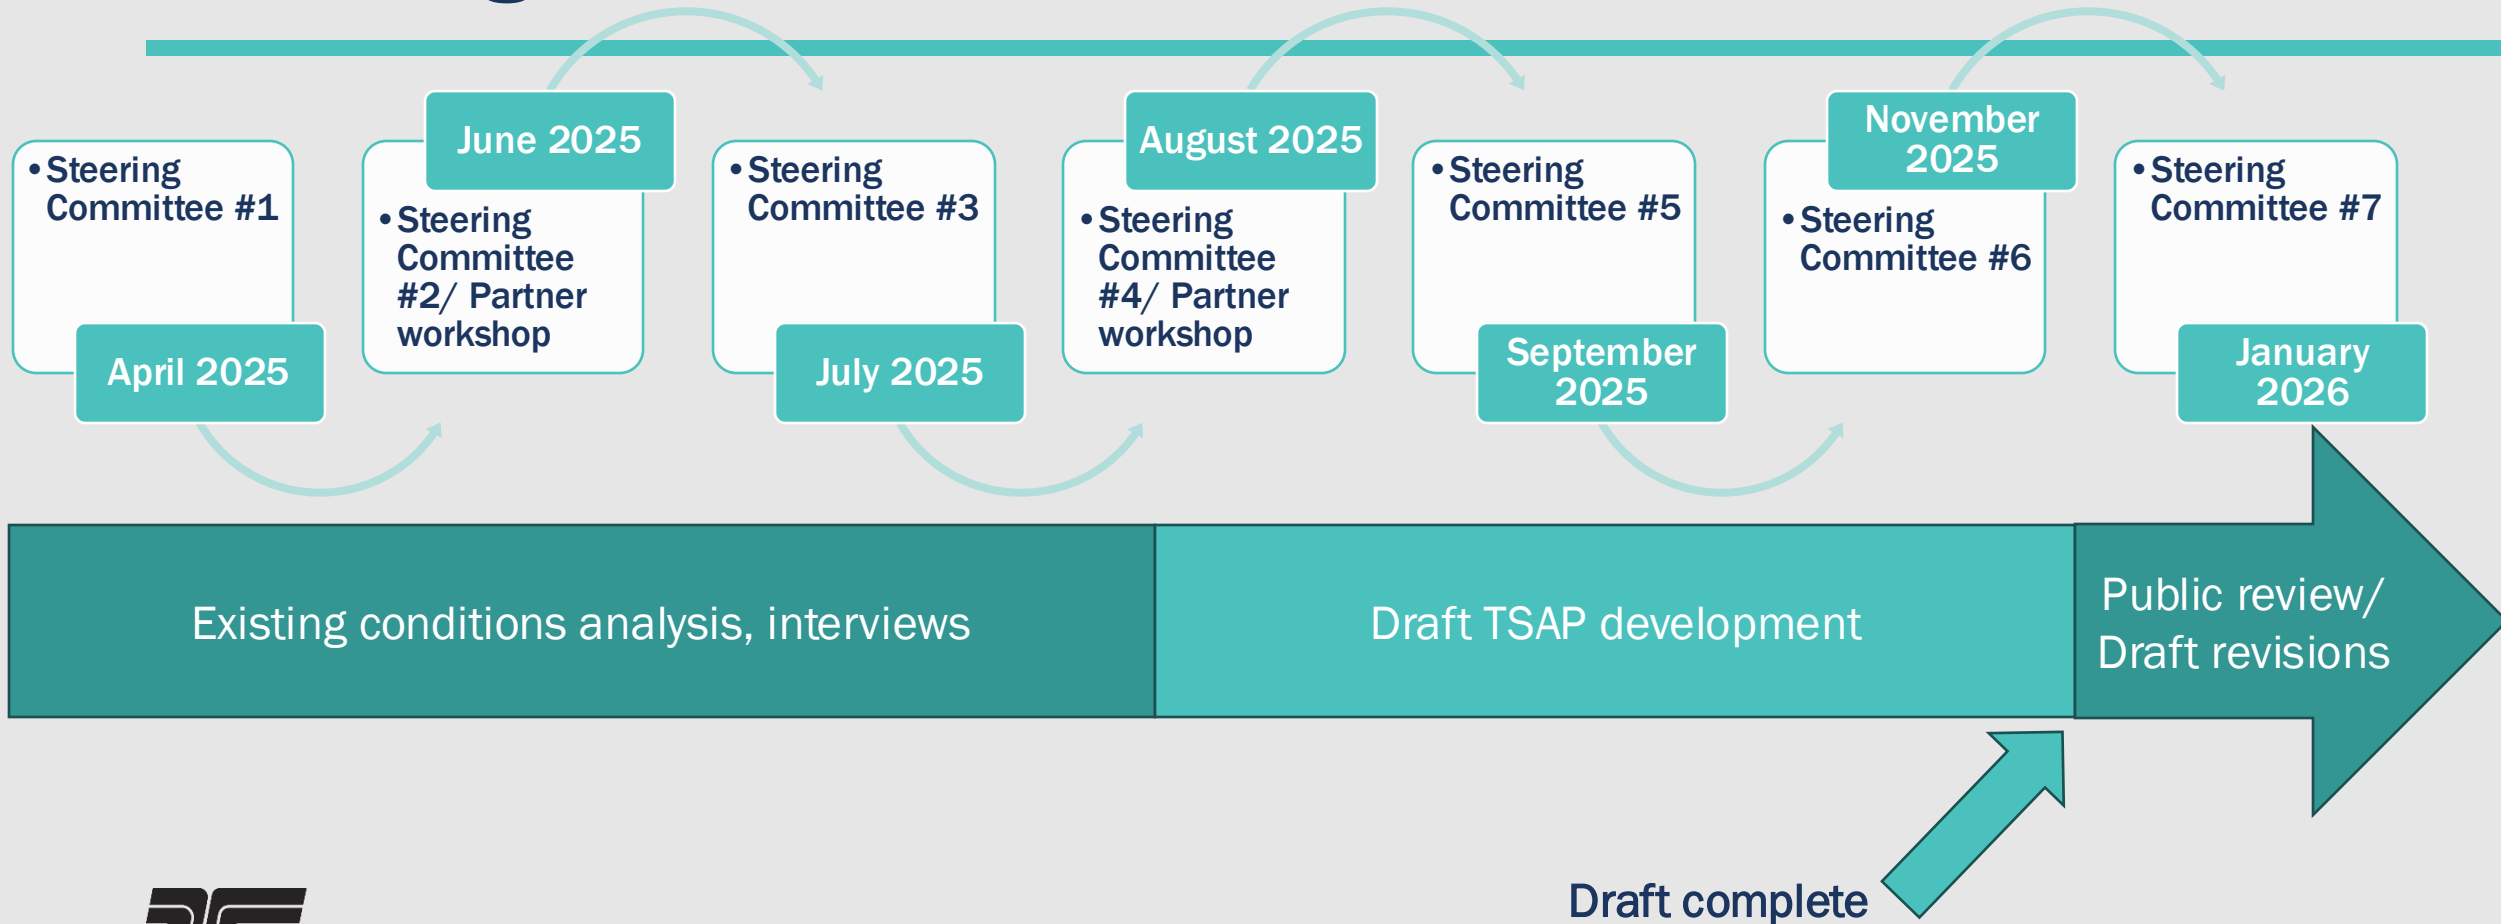 •Steering
Committee #1
April 2025
June 2025
•Steering
Committee
#2/ Partner
workshop
•Steering
Committee #3
July 2025
August 2025
•Steering
Committee
#4/ Partner
workshop
•Steering
Committee #5
September
2025
November
2025
•Steering
Committee #6
•Steering
Committee #7
January
2026
Existing conditions analysis, interviews
Draft TSAP development
Public review/
Draft revisions
Draft complete